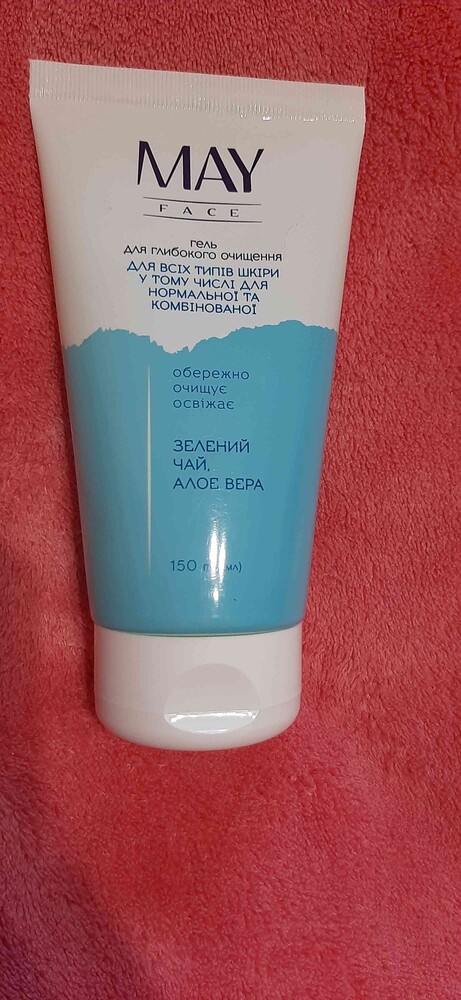 MAY
FACE
гель
для глибокого очищення
ДЛЯ ВСІХ ТИПІВ ШКІРИ
У ТОМУ ЧИСЛІ ДЛЯ
НОРМАЛЬНОЇ ТА
КОМБІНОВАНОЇ
обережно
очищує
освіжає
ЗЕЛЕНИЙ
ЧАЙ,
АЛОЕ ВЕРА
150